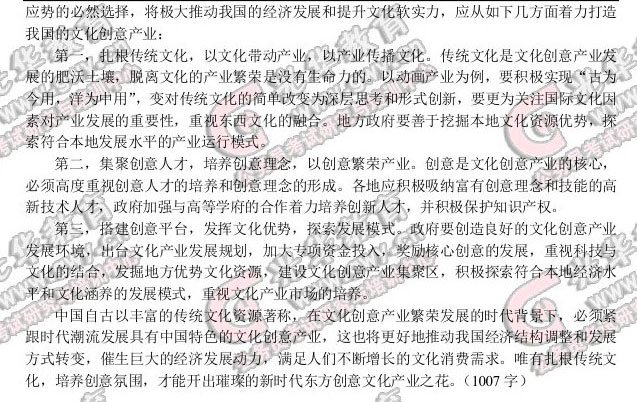 应势的必然选择，将极大推动我国的经济发展和提升文化软实力，应从如下几方面着力打造
我国的文化创意产业：
第一，扎根传统文化，以文化带动产业，以产业传播文化。传统文化是文化创意产业发
展的肥沃土壤，脱离文化的产业繁荣是没有生命力的。以动画产业为例，要积极实现“古为
今用，洋为中用”，变对传统文化的简单改变为深层思考和形式创新，要更为关注国际文化因
素对产业发展的重要性，重视东西文化的融合。地方政府要善于挖掘本地文化资源优势，探
索符合本地发展水平的产业运行模式。
第二，集聚创意人才，培养创意理念，以创意繁荣产业。创意是文化创意产业的核心，
必须高度重视创意人才的培养和创意理念的形成。各地应积极吸纳富有创意理念和技能的高
新技术人才，政府加强与高等学府的合作着力培养创新人才，并积极保护知识产权。
第三，搭建创意平台，发挥文化优势，探索发展模式。政府要创造良好的文化创意产业
发展环境，出台文化产业发展规划，加大专项资金投入，奖励核心创意的发展，重视科技与
文化的结合，发掘地方优势文化资源，建设文化创意产业集聚区，积极探索符合本地经济水
平和文化涵养的发展模式，重视文化产业市场的培养。
中国自古以丰富的传统文化资源著称，在文化创意产业繁荣发展的时代背景下，必须紧
跟时代潮流发展具有中国特色的文化创意产业，这也将更好地推动我国经济结构调整和发展
方式转变，催生巨大的经济发展动力，满足人们不断增长的文化消费需求。唯有扎根传统文
化，培养创意氛围，才能开出璀璨的新时代东方创意文化产业之花。（1007 字）